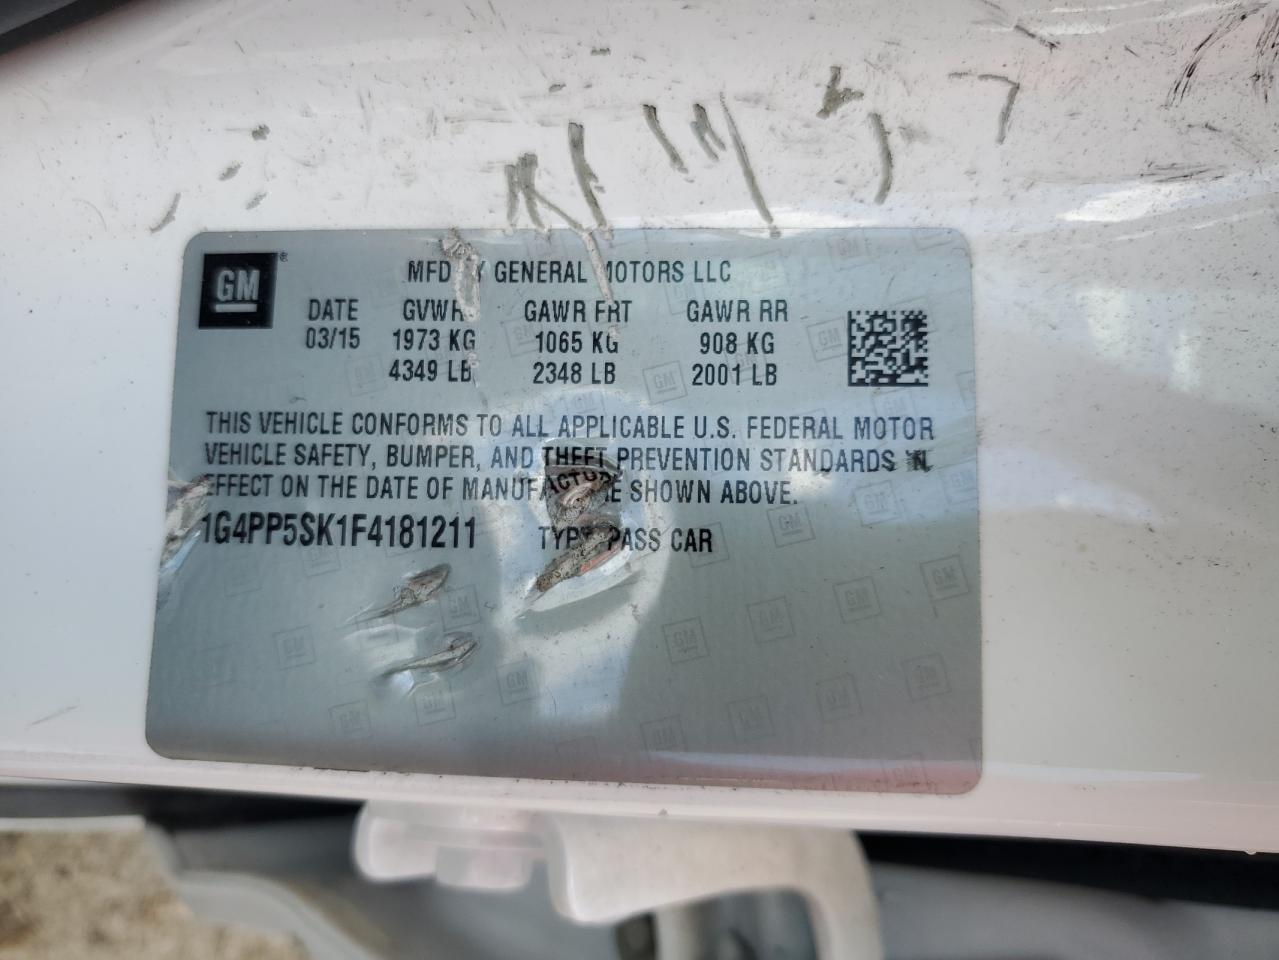 GM®
MFD BY GENERAL MOTORS LLC
DATE GVWR GAWR FRT GAWR RR
03/15 1973 KG 1065 KG 908 KG
4349 LB 2348 LB 2001 LB
THIS VEHICLE CONFORMS TO ALL APPLICABLE U.S. FEDERAL MOTOR
VEHICLE SAFETY, BUMPER, AND THEFT PREVENTION STANDARDS IN
EFFECT ON THE DATE OF MANUFACTURE SHOWN ABOVE.
1G4PP5SK1F4181211 TYPE PASS CAR